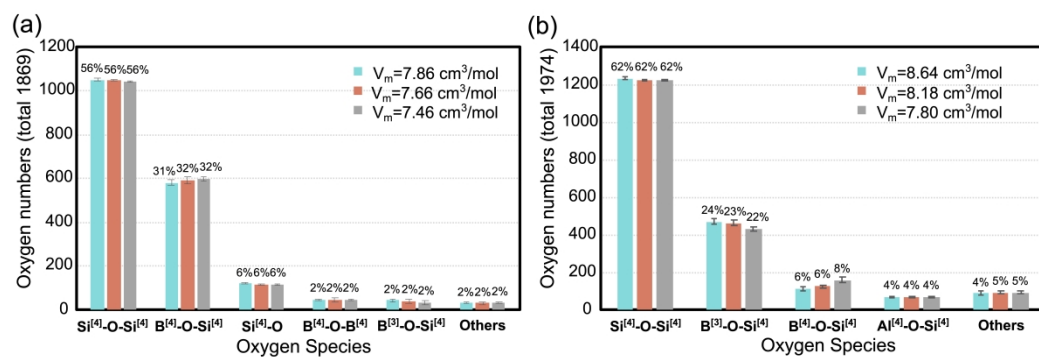 (a)
Oxygen numbers (total 1869)
1200
1000
800
600
400
200
0
56% 56% 56%
31% 32% 32%
6% 6% 6%
2% 2% 2%
2% 2% 2%
2% 2% 2%
Vₘ=7.86 cm³/mol
Vₘ=7.66 cm³/mol
Vₘ=7.46 cm³/mol
Si[4]-O-Si[4] B[4]-O-Si[4] Si[4]-O B[4]-O-B[4] B[3]-O-Si[4] Others
Oxygen Species
(b)
Oxygen numbers (total 1974)
1400
1200
1000
800
600
400
200
0
62% 62% 62%
24% 23% 22%
6% 6% 8%
4% 4% 4%
4% 5% 5%
Vₘ=8.64 cm³/mol
Vₘ=8.18 cm³/mol
Vₘ=7.80 cm³/mol
Si[4]-O-Si[4] B[3]-O-Si[4] B[4]-O-Si[4] Al[4]-O-Si[4] Others
Oxygen Species